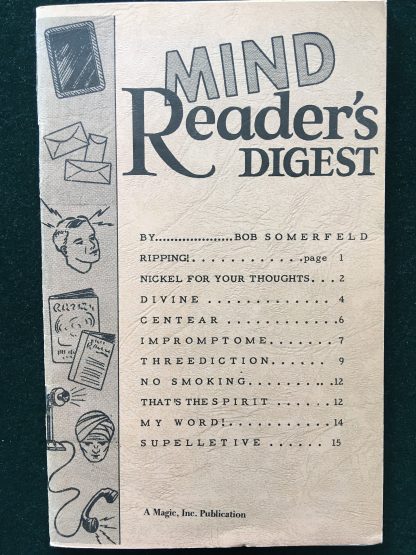 MIND
Reader's
DIGEST
BY.....................BOB SOMERFELD
RIPPING!............page 1
NICKEL FOR YOUR THOUGHTS...2
DIVINE .............4
CENTEAR ............6
IMPROMPTOME.......7
THREEDICTION.......9
NO SMOKING..........12
THAT'S THE SPIRIT ......12
MY WORD!...........14
SUPELLETIVE ......15
A Magic, Inc. Publication